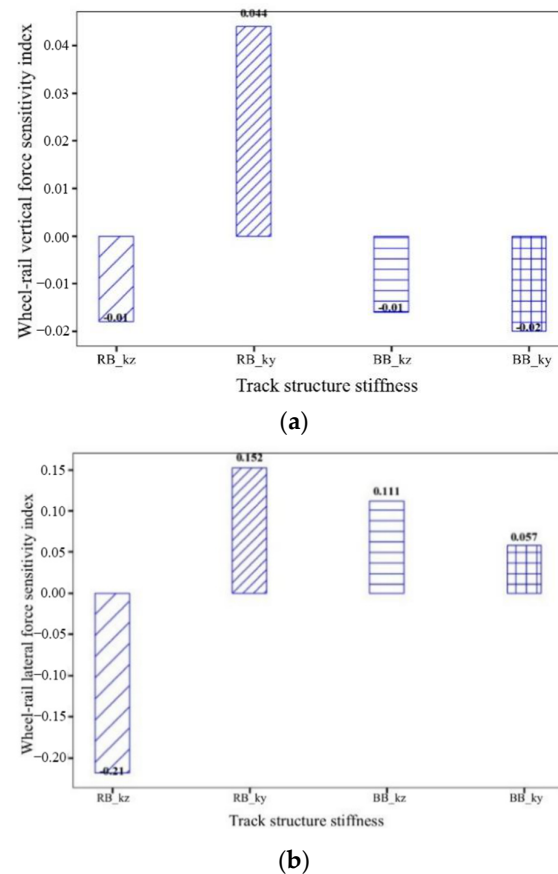 0.044
0.04
0.03
0.02
0.01
0.00
−0.01
−0.02
-0.01
-0.01
-0.02
RB_kz RB_ky BB_kz BB_ky
Wheel-rail vertical force sensitivity index
Track structure stiffness
(a)
0.152
0.111
0.057
0.15
0.10
0.05
0.00
−0.05
−0.10
−0.15
−0.20
-0.21
RB_kz RB_ky BB_kz BB_ky
Wheel-rail lateral force sensitivity index
Track structure stiffness
(b)